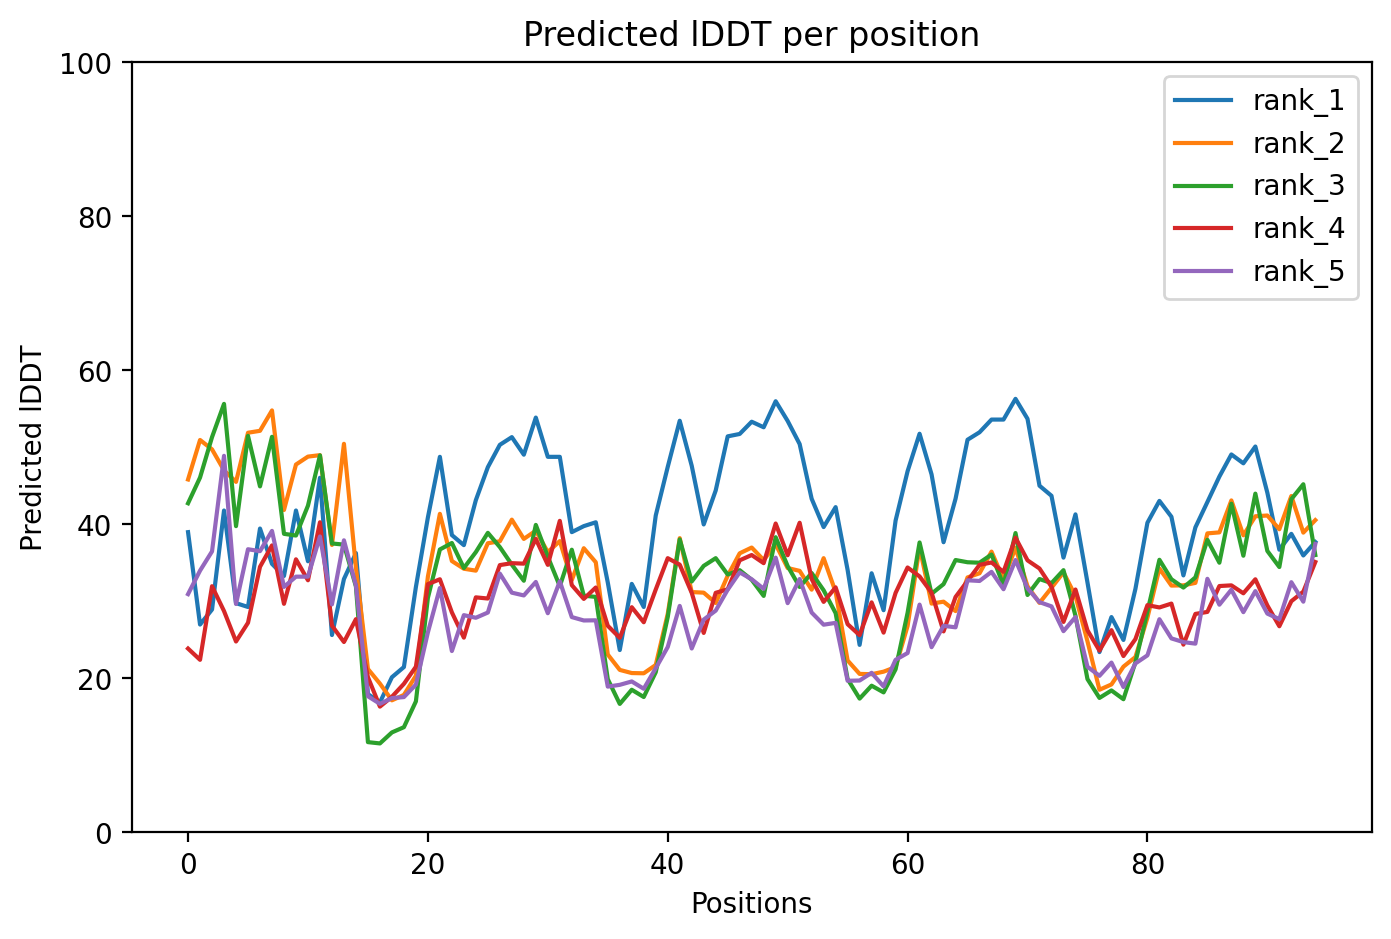 Predicted lDDT per position
100
80
60
40
20
0
Predicted lDDT
0 20 40 60 80
Positions
rank_1
rank_2
rank_3
rank_4
rank_5